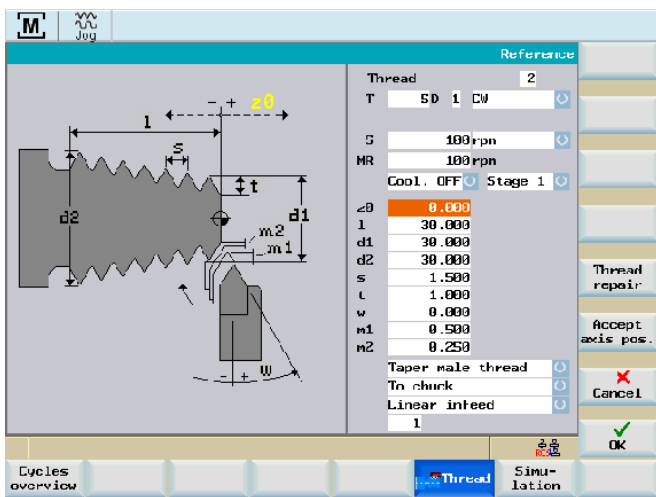 M
Jog
Reference
Thread 2
T 5 D 1 CW
S 100 rpm
MR 100 rpm
Cool. OFF Stage 1
z0 0.000
l 30.000
d1 30.000
d2 30.000
s 1.500
t 1.000
w 0.000
m1 0.500
m2 0.250
Taper male thread
To chuck
Linear infeed
1
- + z0
l
s
t
d2
d1
m2
m1
- + w
Thread
repair
Accept
axis pos.
Cancel
OK
RCS
Cycles
overview
Thread
Simu-
lation